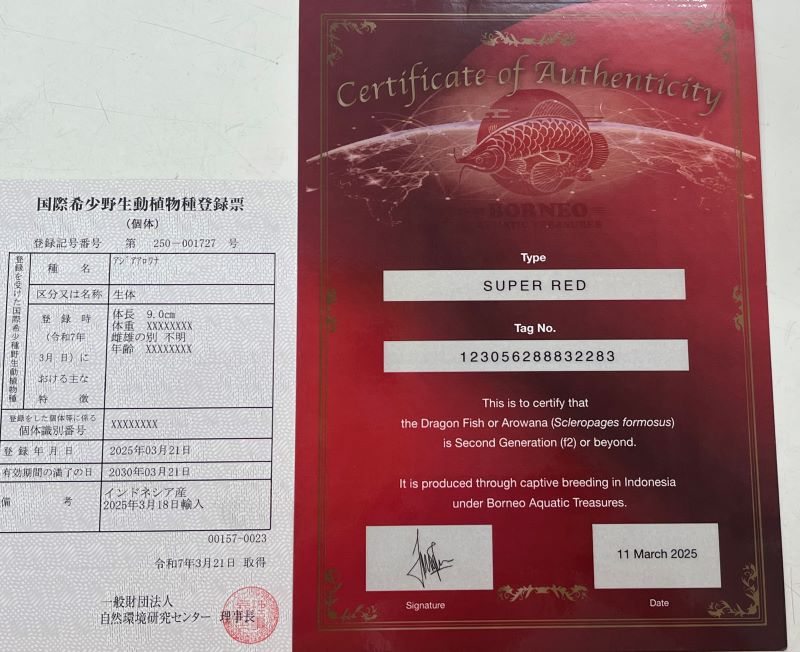 国際希少野生動植物種登録票
(個体)
登録記号番号 第 250-001727 号
登録を受けた国際希少野生動植物種
種 名 アジアアロワナ
区分又は名称 生体
登 録 時
(令和7年
3月 日)に
おける主な
特 徴
体長 9.0cm
体重 XXXXXXXX
雌雄の別 不明
年齢 XXXXXXXX
登録をした個体等に係る
個体識別番号 XXXXXXXX
登 録 年 月 日 2025年03月21日
有効期間の満了の日 2030年03月21日
備 考
インドネシア産
2025年3月18日輸入
00157-0023
令和7年3月21日 取得
一般財団法人
自然環境研究センター 理事長
Certificate of Authenticity
BORNEO
AQUATIC TREASURES
Type
SUPER RED
Tag No.
123056288832283
This is to certify that
the Dragon Fish or Arowana (Scleropages formosus)
is Second Generation (f2) or beyond.
It is produced through captive breeding in Indonesia
under Borneo Aquatic Treasures.
11 March 2025
Signature
Date